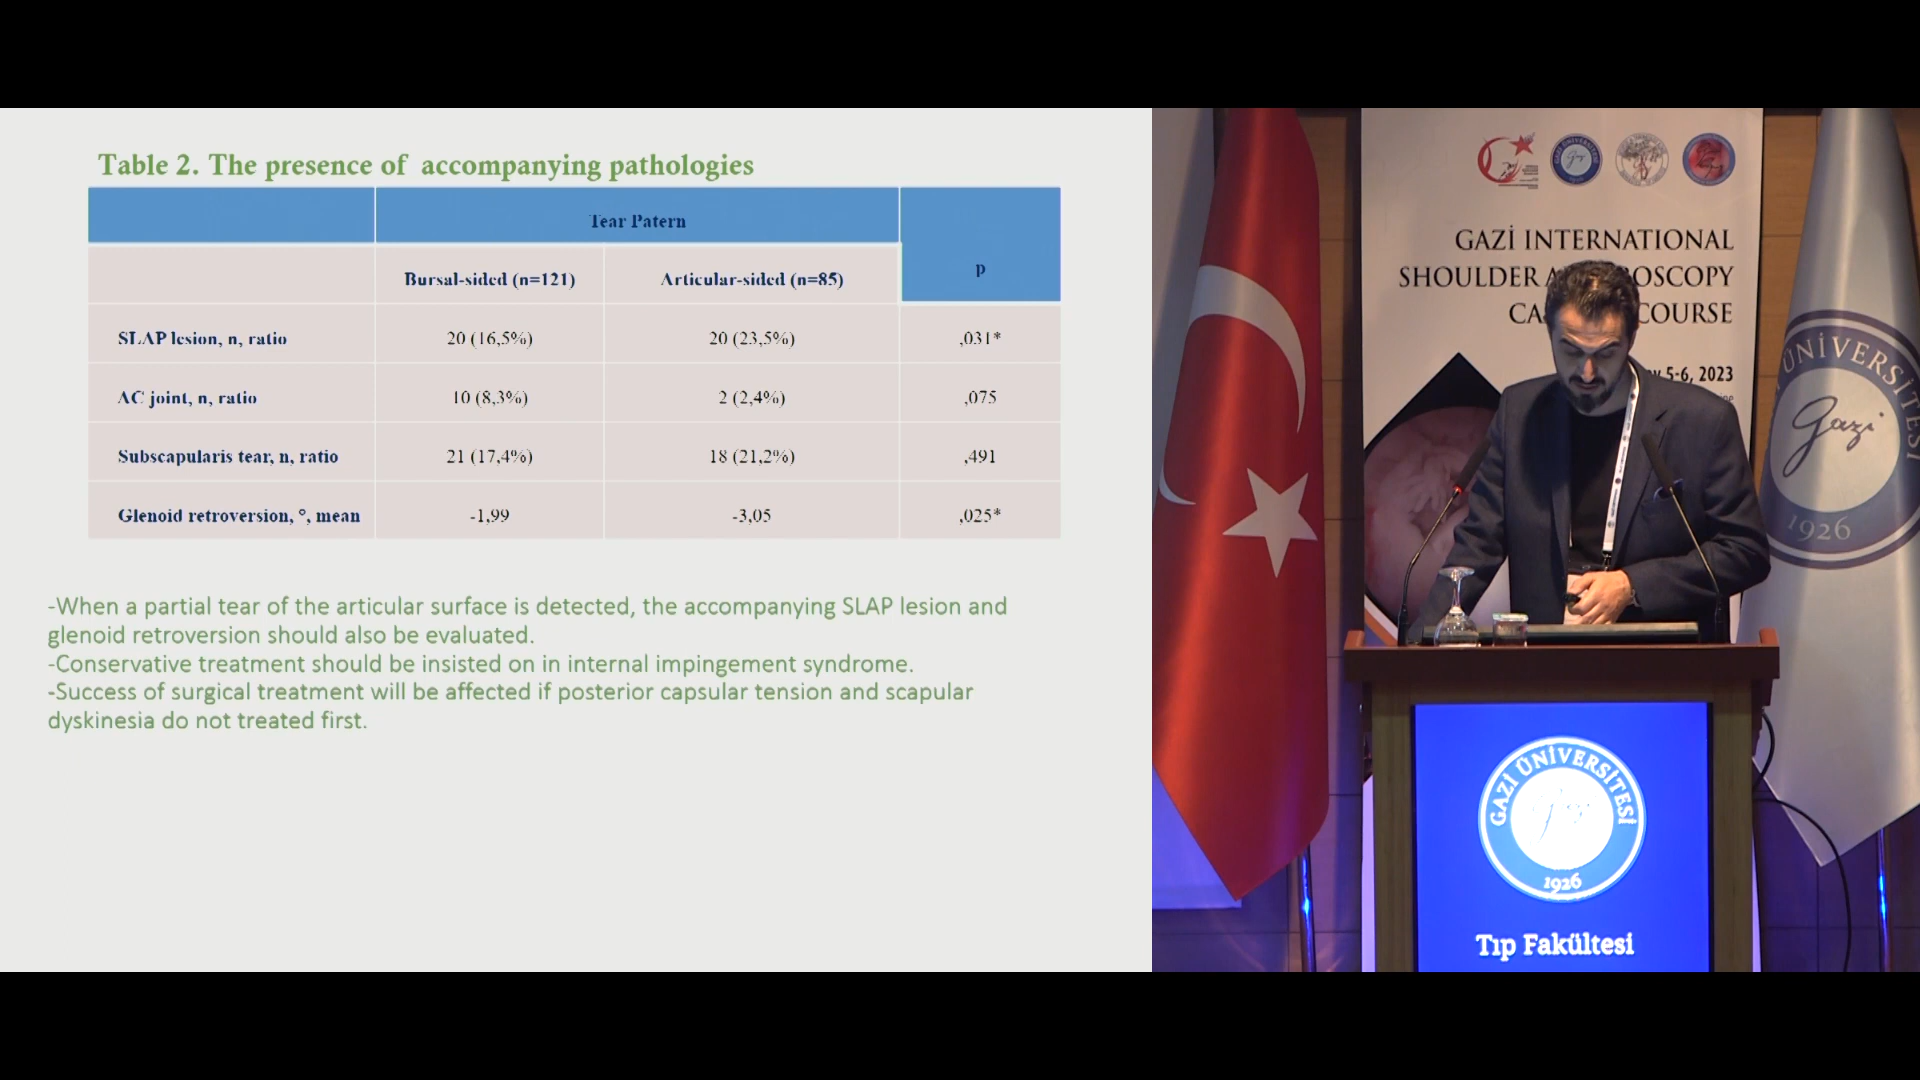 Table 2. The presence of accompanying pathologies
Tear Patern
p
Bursal-sided (n=121) Articular-sided (n=85)
SLAP lesion, n, ratio 20 (16,5%) 20 (23,5%) ,031*
AC joint, n, ratio 10 (8,3%) 2 (2,4%) ,075
Subscapularis tear, n, ratio 21 (17,4%) 18 (21,2%) ,491
Glenoid retroversion, °, mean -1,99 -3,05 ,025*
-When a partial tear of the articular surface is detected, the accompanying SLAP lesion and
glenoid retroversion should also be evaluated.
-Conservative treatment should be insisted on in internal impingement syndrome.
-Success of surgical treatment will be affected if posterior capsular tension and scapular
dyskinesia do not treated first.
GAZİ INTERNATIONAL
SHOULDER
COURSE
5-6, 2023
ÜNİVERSİTESİ
Gazi
1926
GAZİ ÜNİVERSİTESİ
1926
Tıp Fakültesi